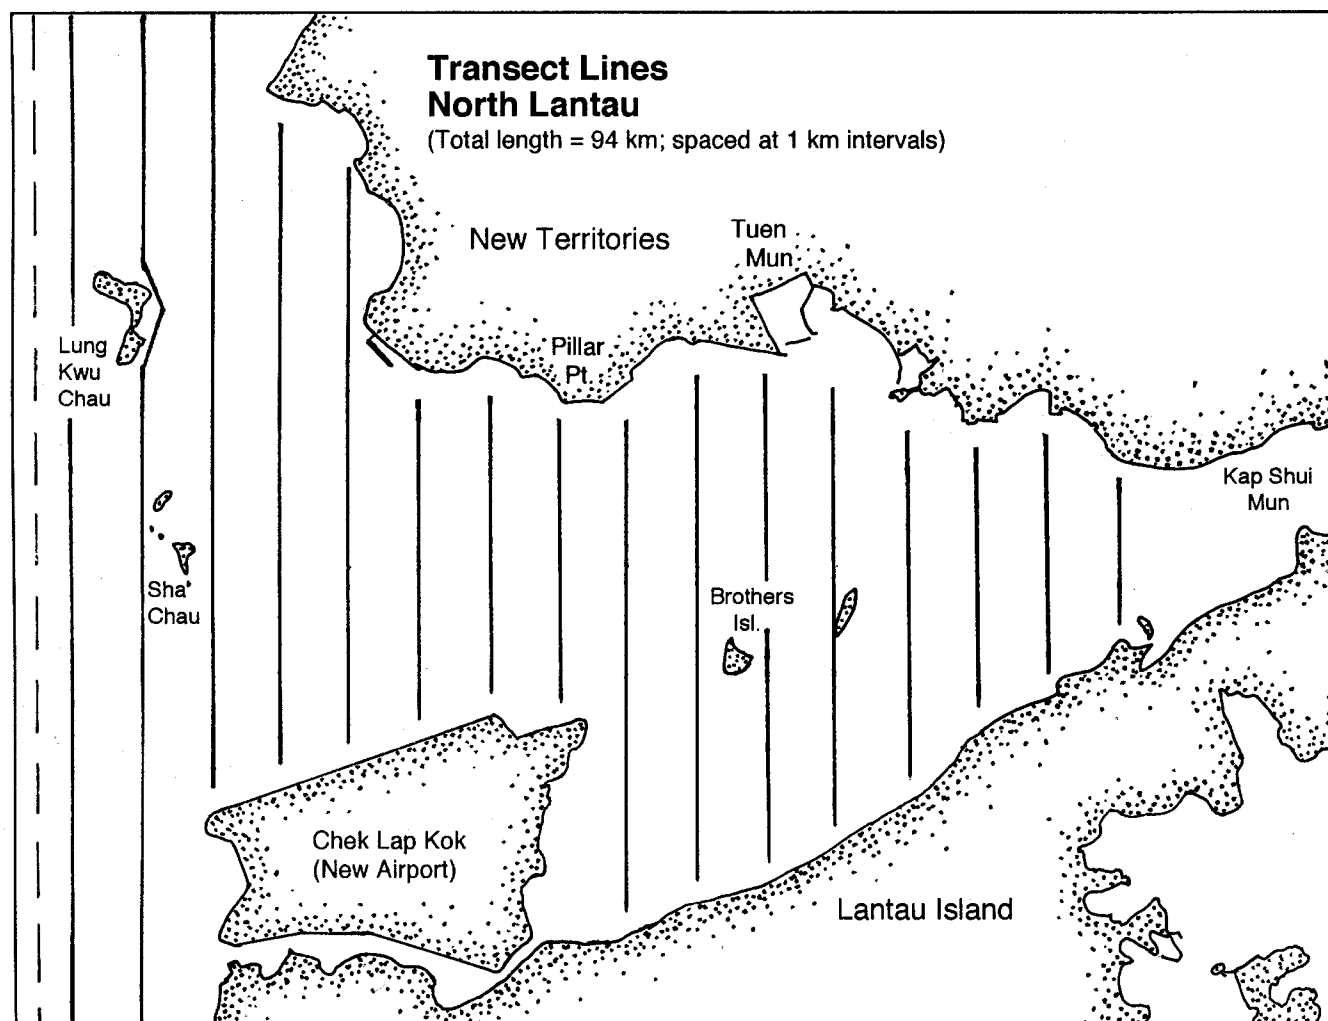 Transect Lines
North Lantau
(Total length = 94 km; spaced at 1 km intervals)
New Territories
Tuen
Mun
Pillar
Pt.
Lung
Kwu
Chau
Kap Shui
Mun
Sha
Chau
Brothers
Isl.
Chek Lap Kok
(New Airport)
Lantau Island